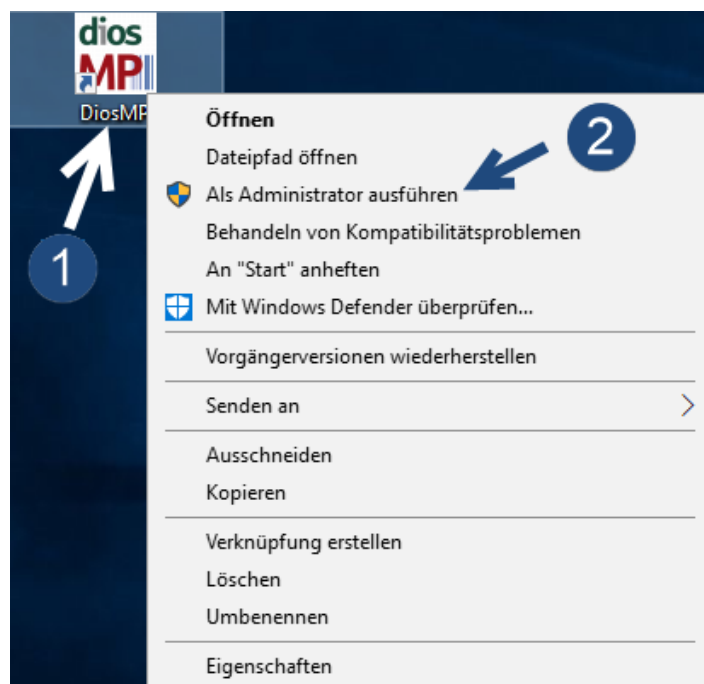 dios
MP
DiosMP
1
2
Öffnen
Dateipfad öffnen
Als Administrator ausführen
Behandeln von Kompatibilitätsproblemen
An "Start" anheften
Mit Windows Defender überprüfen...
Vorgängerversionen wiederherstellen
Senden an
Ausschneiden
Kopieren
Verknüpfung erstellen
Löschen
Umbenennen
Eigenschaften